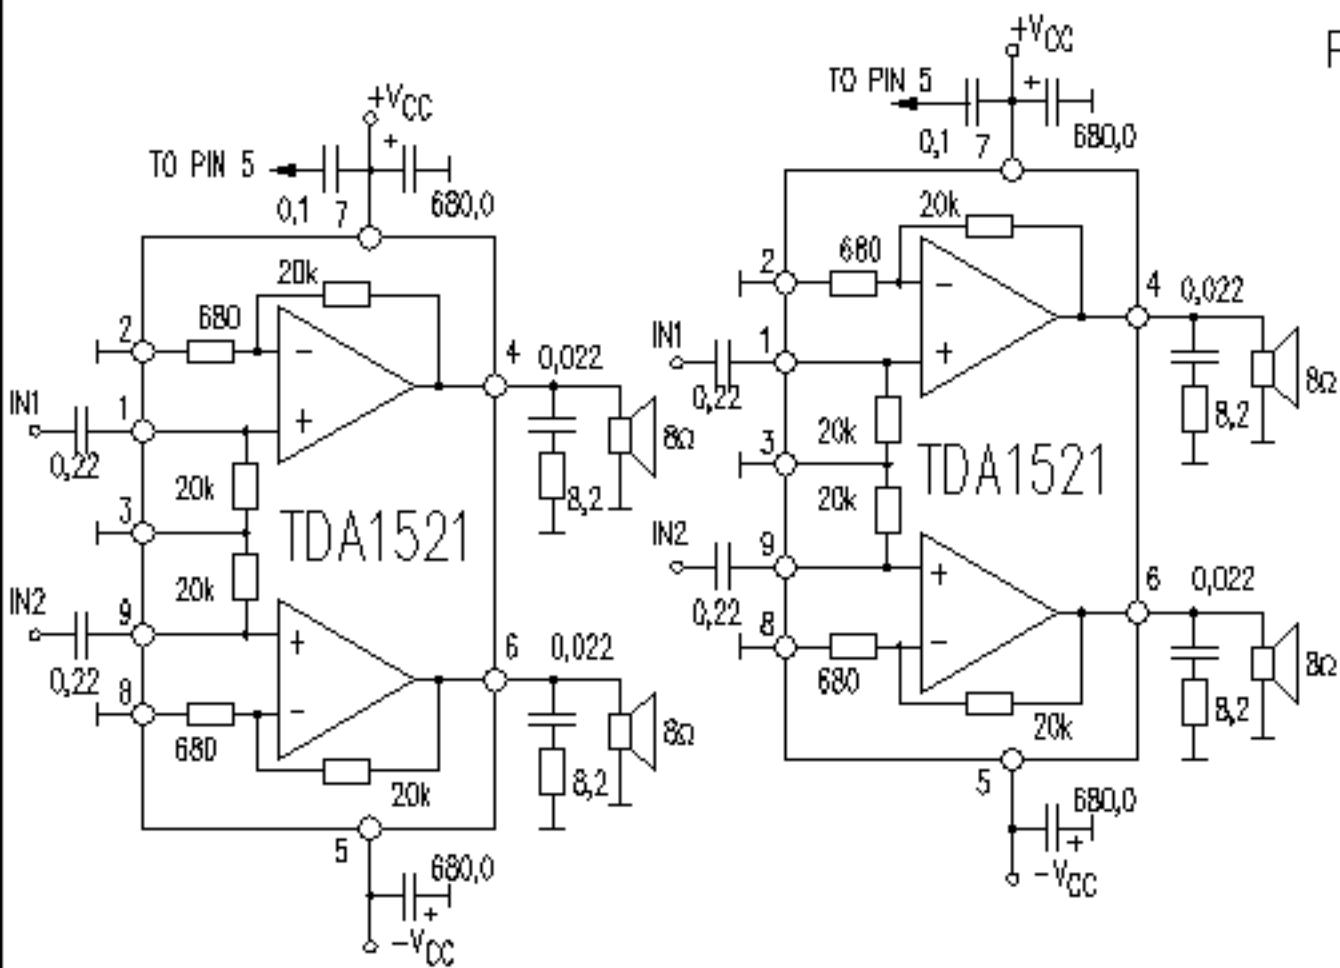 +VCC
TO PIN 5
+
0,1
7
680,0
20k
2
680
4
0,022
IN1
1
+
−
0,22
8Ω
20k
8,2
3
TDA1521
20k
IN2
9
6
0,022
+
0,22
8
−
8Ω
680
8,2
20k
5
680,0
+
-VCC
+VCC
TO PIN 5
+
0,1
7
680,0
20k
2
680
4
0,022
−
IN1
1
+
0,22
8Ω
8,2
20k
3
TDA1521
20k
IN2
9
6
0,022
+
0,22
8
−
8Ω
680
8,2
20k
5
680,0
+
-VCC